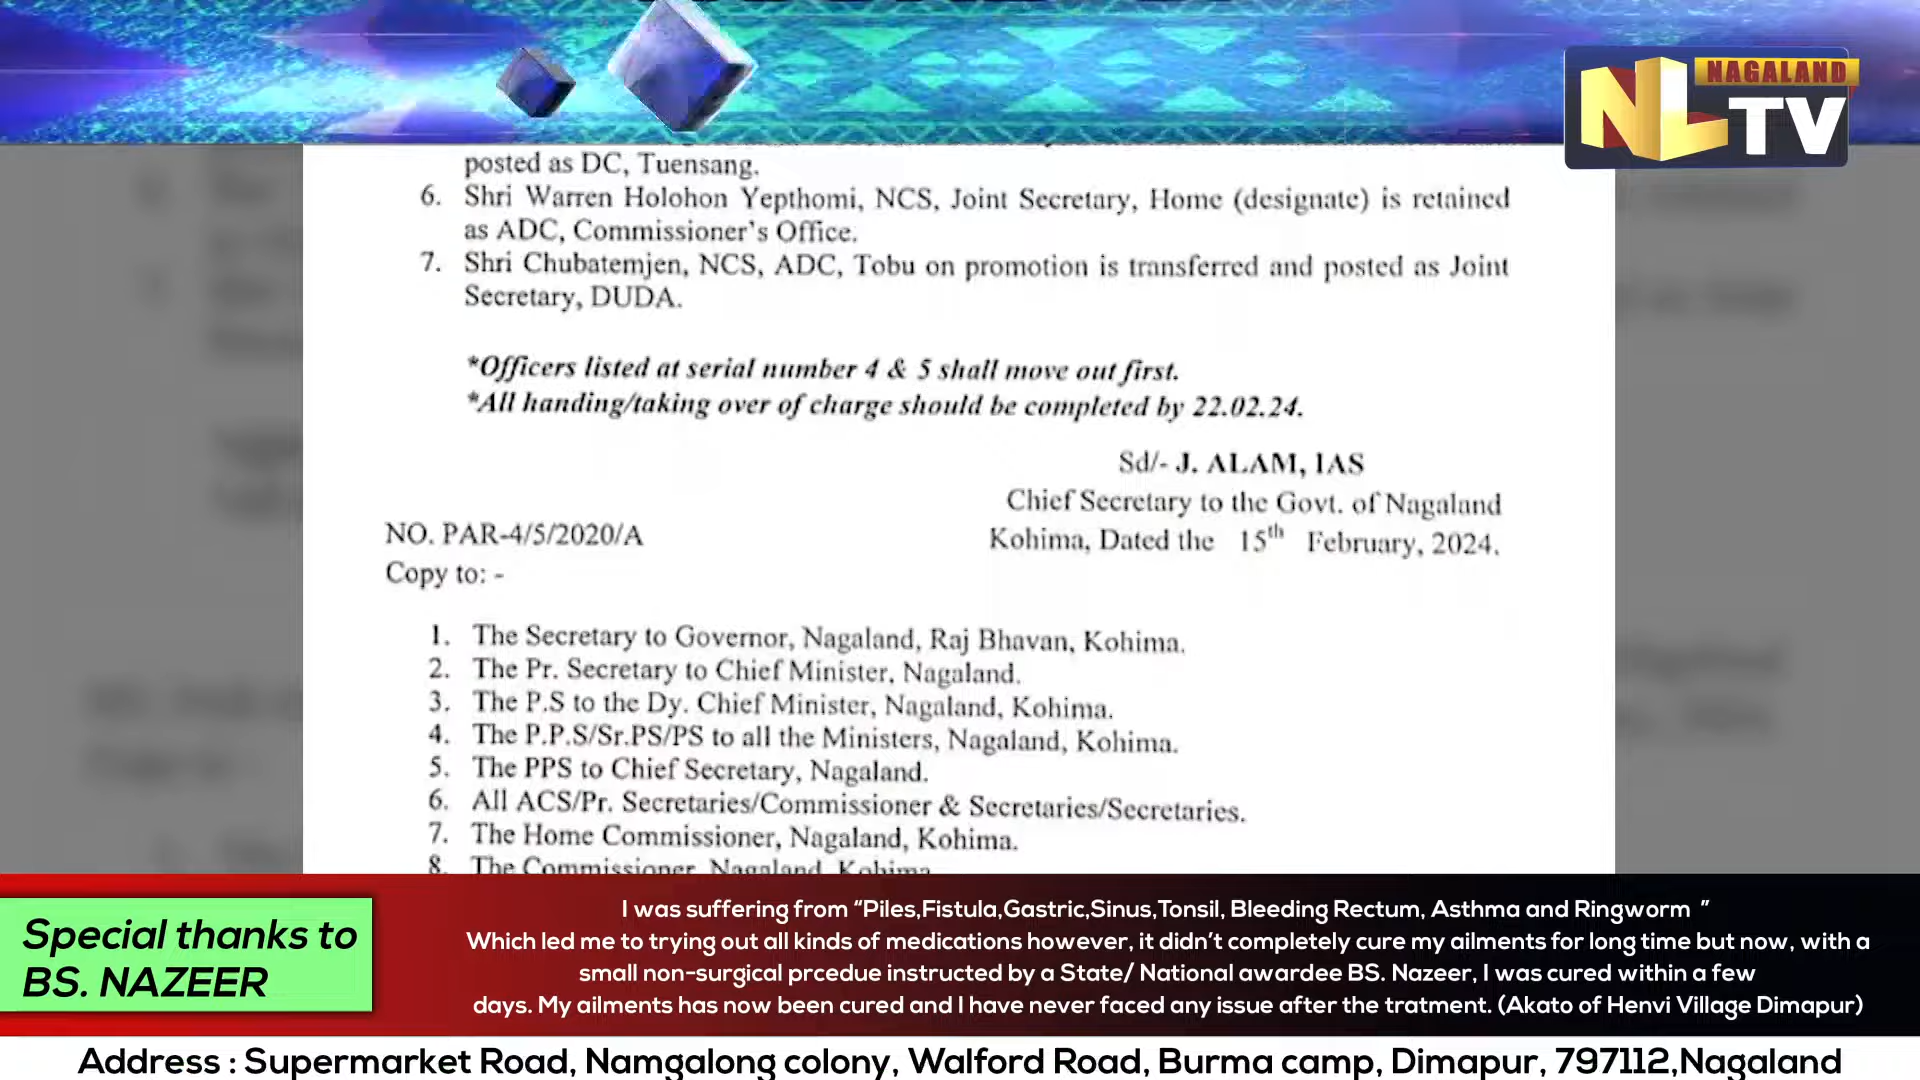 NAGALAND
NL TV
posted as DC, Tuensang.
6. Shri Warren Holohon Yepthomi, NCS, Joint Secretary, Home (designate) is retained
as ADC, Commissioner's Office.
7. Shri Chubatemjen, NCS, ADC, Tobu on promotion is transferred and posted as Joint
Secretary, DUDA.
*Officers listed at serial number 4 & 5 shall move out first.
*All handing/taking over of charge should be completed by 22.02.24.
Sd/- J. ALAM, IAS
Chief Secretary to the Govt. of Nagaland
NO. PAR-4/5/2020/A
Kohima, Dated the 15th February, 2024.
Copy to: -
1. The Secretary to Governor, Nagaland, Raj Bhavan, Kohima.
2. The Pr. Secretary to Chief Minister, Nagaland.
3. The P.S to the Dy. Chief Minister, Nagaland, Kohima.
4. The P.P.S/Sr.PS/PS to all the Ministers, Nagaland, Kohima.
5. The PPS to Chief Secretary, Nagaland.
6. All ACS/Pr. Secretaries/Commissioner & Secretaries/Secretaries.
7. The Home Commissioner, Nagaland, Kohima.
8. The Commissioner, Nagaland, Kohima
Special thanks to
BS. NAZEER
I was suffering from “Piles,Fistula,Gastric,Sinus,Tonsil, Bleeding Rectum, Asthma and Ringworm ”
Which led me to trying out all kinds of medications however, it didn't completely cure my ailments for long time but now, with a
small non-surgical prcedue instructed by a State/ National awardee BS. Nazeer, I was cured within a few
days. My ailments has now been cured and I have never faced any issue after the tratment. (Akato of Henvi Village Dimapur)
Address : Supermarket Road, Namgalong colony, Walford Road, Burma camp, Dimapur, 797112,Nagaland